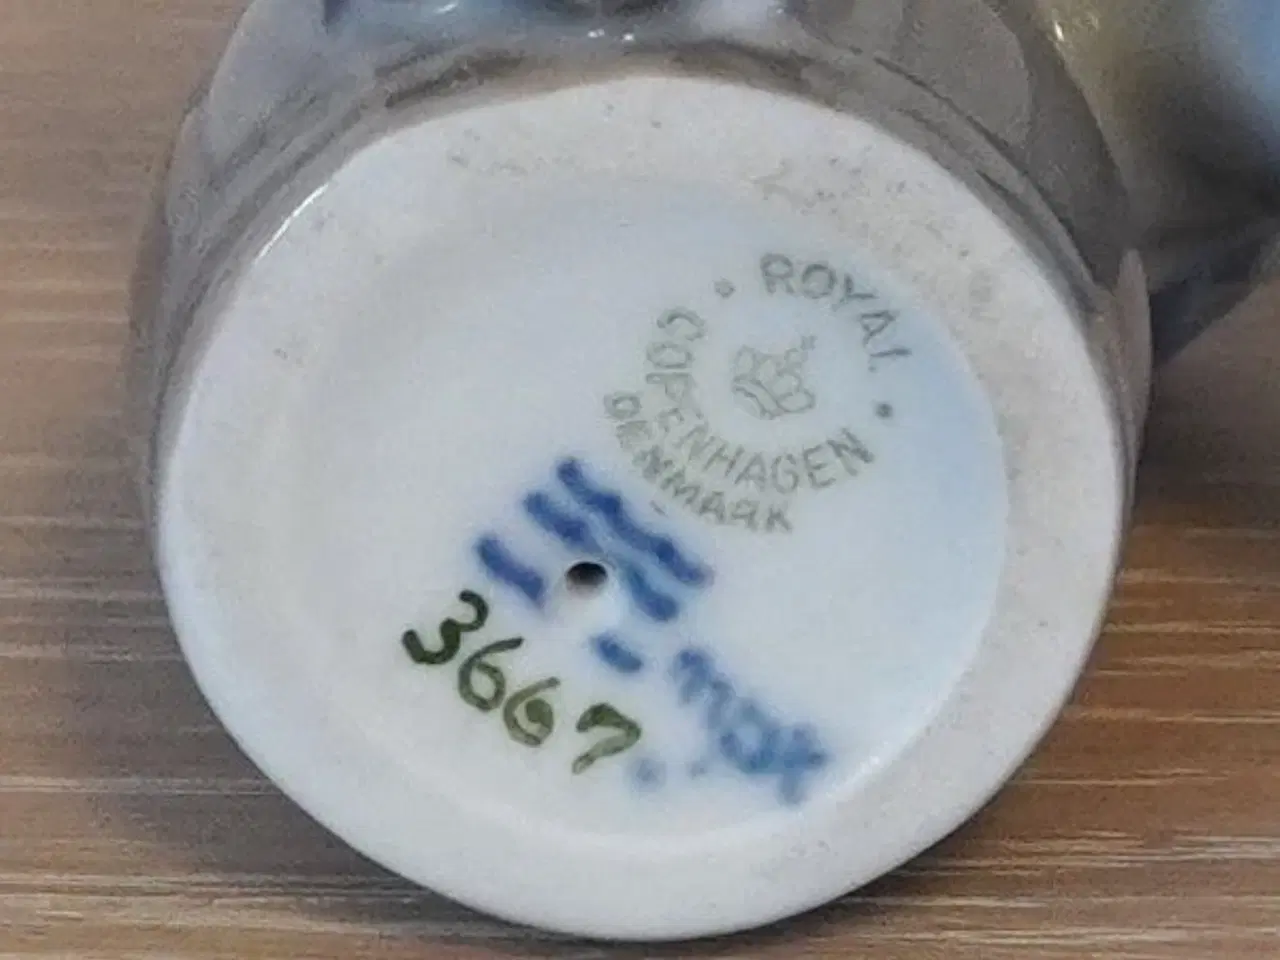 ROYAL
COPENHAGEN
DENMARK
3667